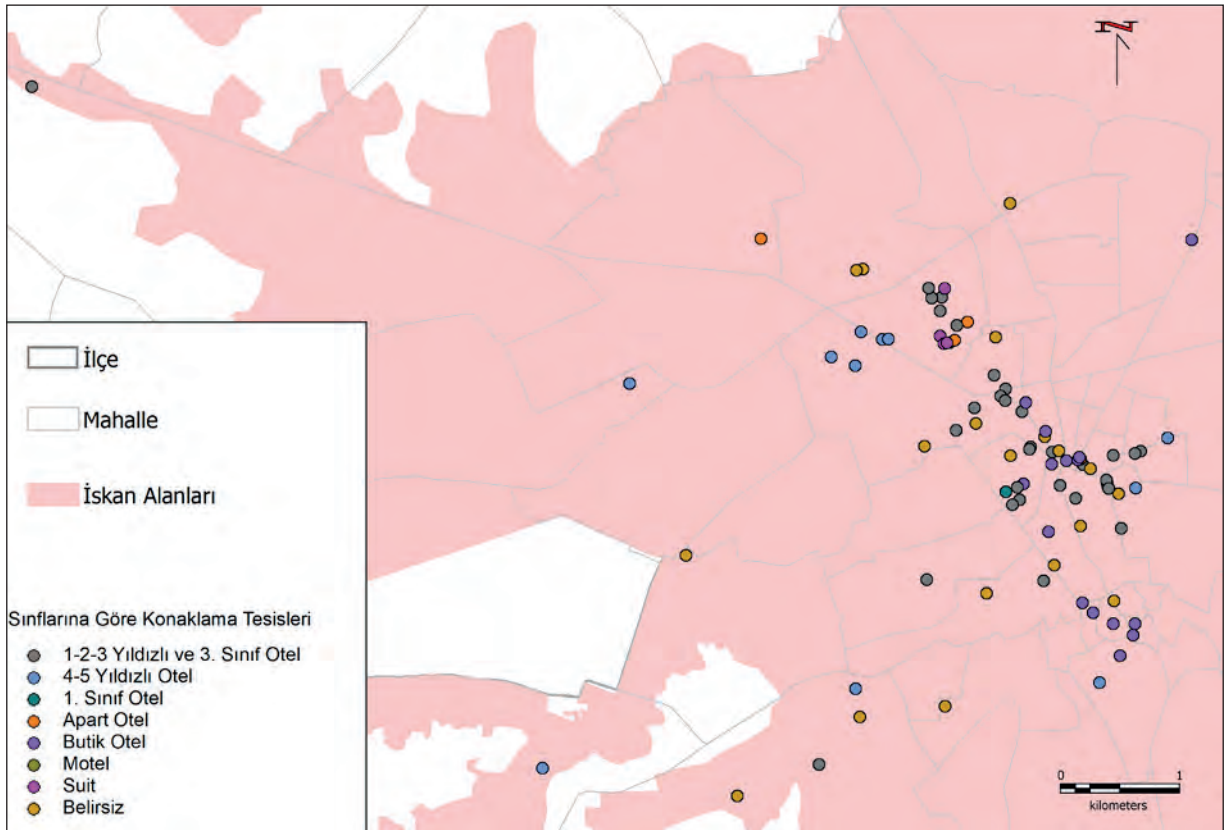 N
İlçe
Mahalle
İskan Alanları
Sınflarına Göre Konaklama Tesisleri
1-2-3 Yıldızlı ve 3. Sınıf Otel
4-5 Yıldızlı Otel
1. Sınıf Otel
Apart Otel
Butik Otel
Motel
Suit
Belirsiz
0 1
kilometers